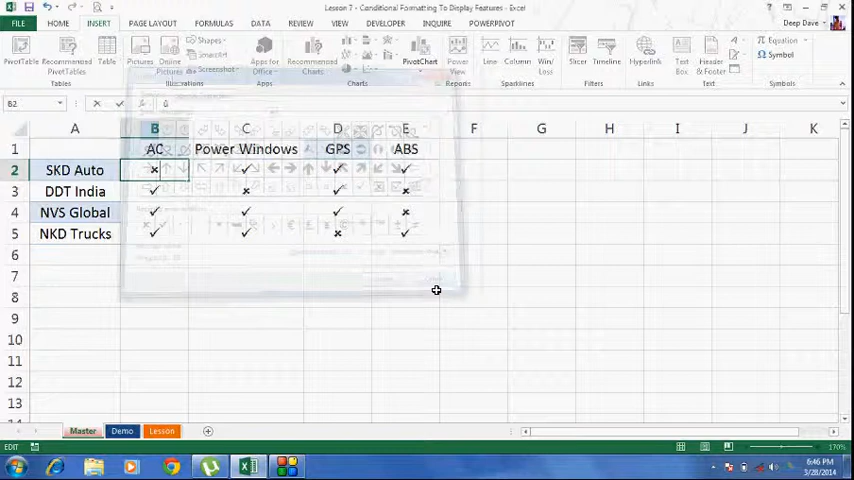 Lesson 7 - Conditional Formatting To Display Features - Excel
FILE HOME INSERT PAGE LAYOUT FORMULAS DATA REVIEW VIEW DEVELOPER INQUIRE POWERPIVOT Deep Dave
PivotTable Recommended PivotTables Table Pictures Online Pictures Shapes SmartArt Screenshot Apps for Office Recommended Charts PivotChart Power View Line Column Win/Loss Slicer Timeline Hyperlink Text Box Header & Footer Equation Symbol
Tables Illustrations Apps Charts Reports Sparklines Filters Links Text Symbols
B2 û
A B C D E F G H I J K
1 AC Power Windows GPS ABS
2 SKD Auto × ✓ ✓ ✓
3 DDT India ✓ × ✓ ×
4 NVS Global ✓ ✓ ✓ ×
5 NKD Trucks ✓ ✓ × ✓
6
7
8
9
10
11
12
13
Master Demo Lesson
EDIT 170%
6:46 PM
3/28/2014